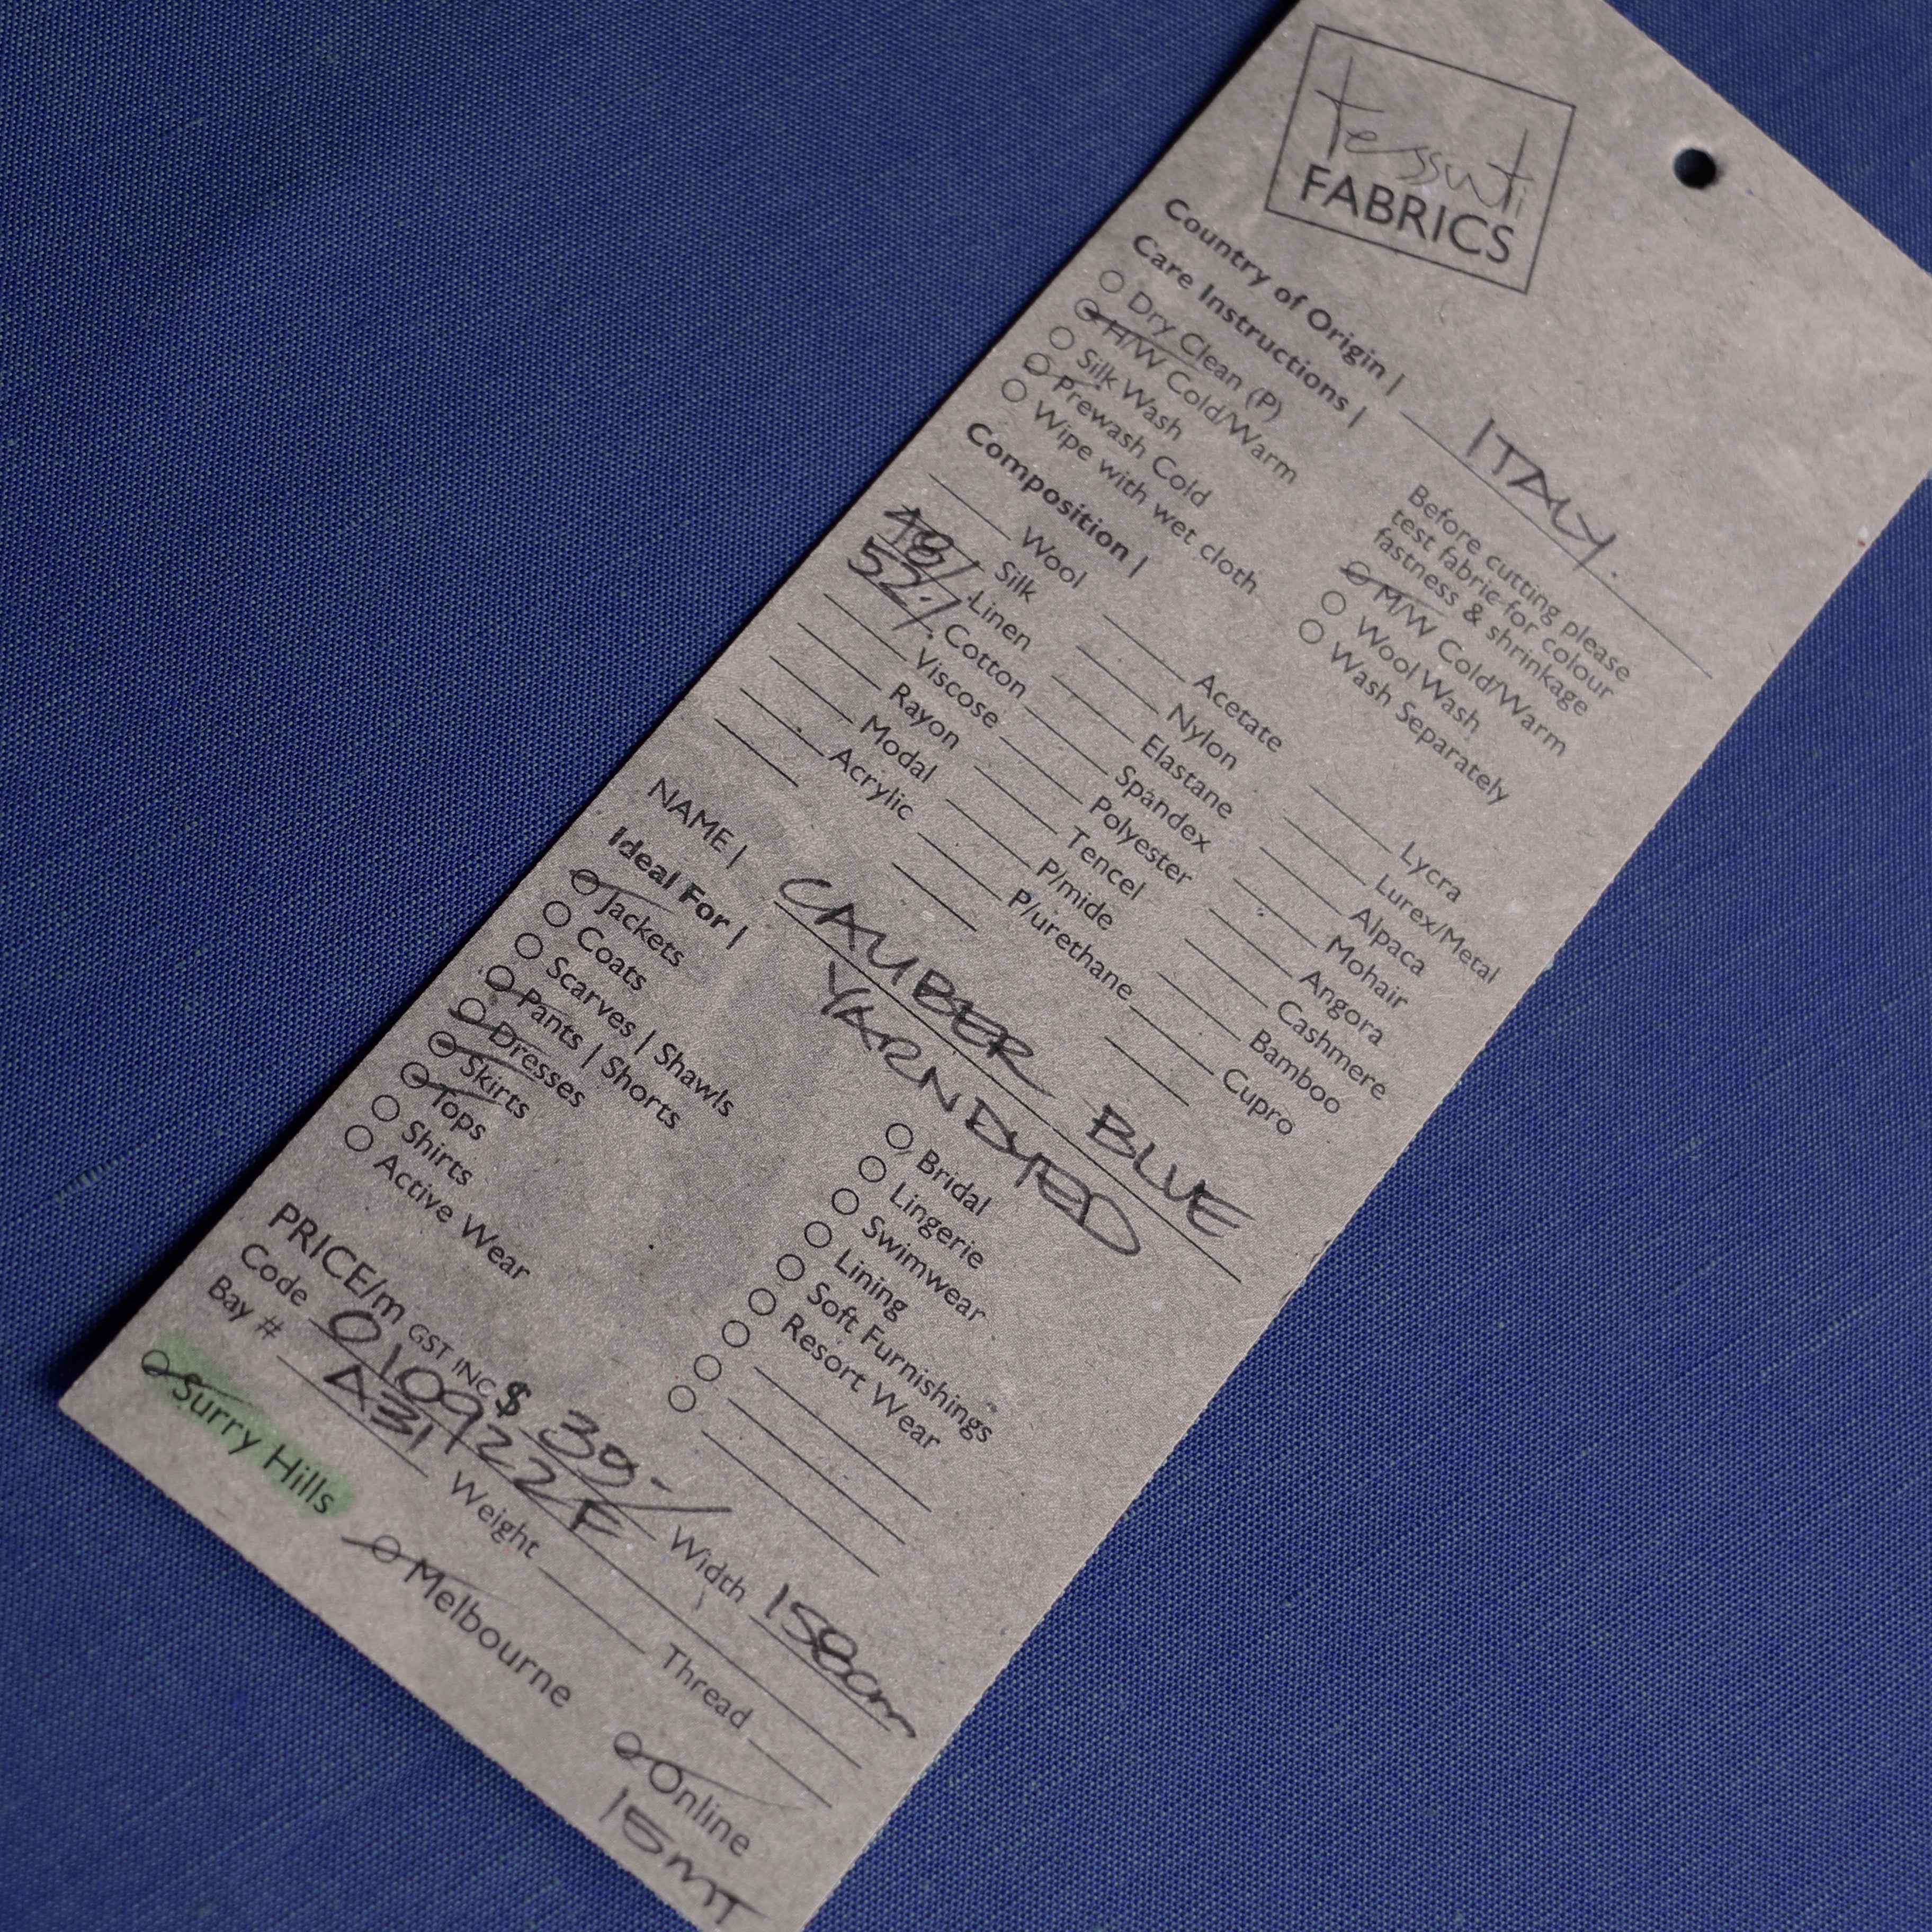 tessuti
FABRICS
Country of Origin | ITALY.
Care Instructions |
Before cutting please
test fabric for colour
fastness & shrinkage
Dry Clean (P)
H/W Cold/Warm
Silk Wash
Prewash Cold
Wipe with wet cloth
M/W Cold/Warm
Wool Wash
Wash Separately
Composition |
Wool
Silk
48% Linen
52% Cotton
Viscose
Rayon
Modal
Acrylic
Acetate
Nylon
Elastane
Spandex
Polyester
Tencel
P/mide
P/urethane
Lycra
Lurex/Metal
Alpaca
Mohair
Angora
Cashmere
Bamboo
Cupro
NAME | CALIBER BLUE
YARNDYED
Ideal For |
Jackets
Coats
Scarves | Shawls
Pants | Shorts
Dresses
Skirts
Tops
Shirts
Active Wear
Bridal
Lingerie
Swimwear
Lining
Soft Furnishings
Resort Wear
PRICE/m GST INC $ 39- Width 158cm
Code 010922F
Bay # A31 Weight Thread
Surry Hills Melbourne Online
15mT